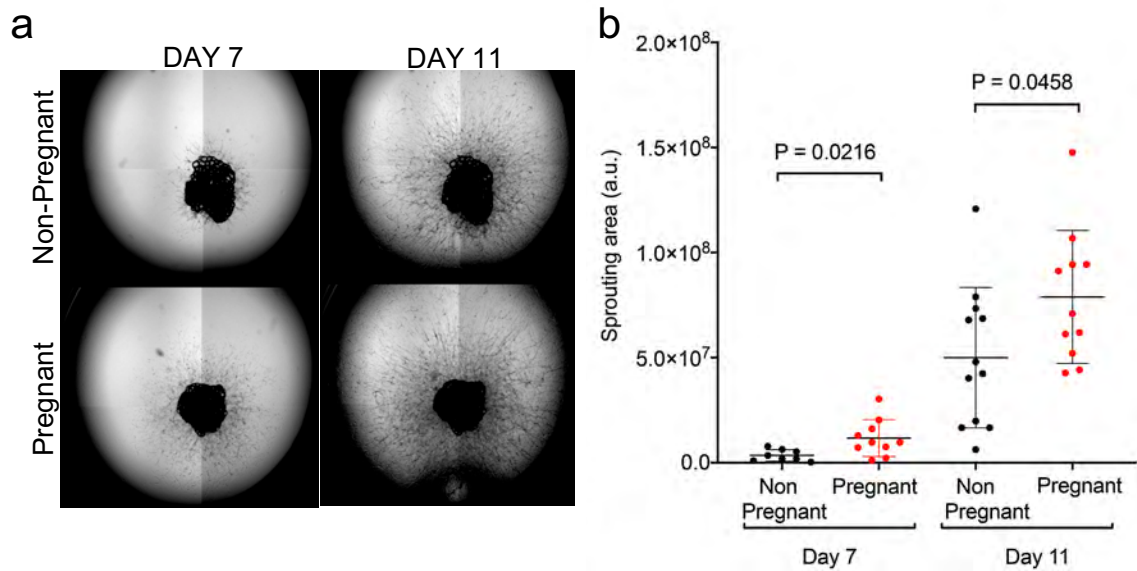 a
DAY 7
DAY 11
Non-Pregnant
Pregnant
b
Sprouting area (a.u.)
2.0×10⁸
1.5×10⁸
1.0×10⁸
5.0×10⁷
0.0
P = 0.0216
P = 0.0458
Non
Pregnant
Pregnant
Non
Pregnant
Pregnant
Day 7
Day 11